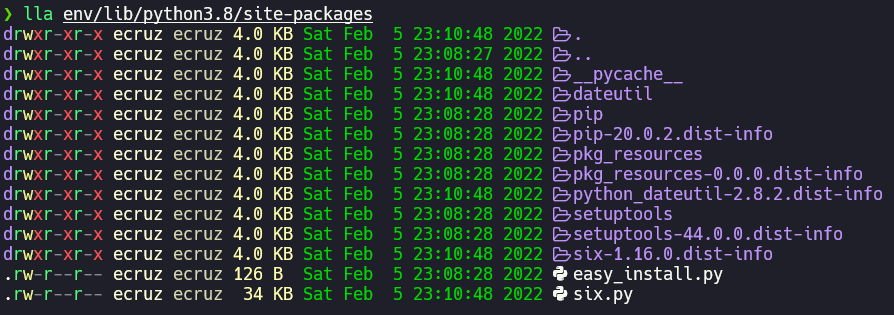 ❯ lla env/lib/python3.8/site-packages
drwxr-xr-x ecruz ecruz 4.0 KB Sat Feb  5 23:10:48 2022 .
drwxr-xr-x ecruz ecruz 4.0 KB Sat Feb  5 23:08:27 2022 ..
drwxr-xr-x ecruz ecruz 4.0 KB Sat Feb  5 23:10:48 2022 __pycache__
drwxr-xr-x ecruz ecruz 4.0 KB Sat Feb  5 23:10:48 2022 dateutil
drwxr-xr-x ecruz ecruz 4.0 KB Sat Feb  5 23:08:28 2022 pip
drwxr-xr-x ecruz ecruz 4.0 KB Sat Feb  5 23:08:28 2022 pip-20.0.2.dist-info
drwxr-xr-x ecruz ecruz 4.0 KB Sat Feb  5 23:08:28 2022 pkg_resources
drwxr-xr-x ecruz ecruz 4.0 KB Sat Feb  5 23:08:28 2022 pkg_resources-0.0.0.dist-info
drwxr-xr-x ecruz ecruz 4.0 KB Sat Feb  5 23:10:48 2022 python_dateutil-2.8.2.dist-info
drwxr-xr-x ecruz ecruz 4.0 KB Sat Feb  5 23:08:28 2022 setuptools
drwxr-xr-x ecruz ecruz 4.0 KB Sat Feb  5 23:08:28 2022 setuptools-44.0.0.dist-info
drwxr-xr-x ecruz ecruz 4.0 KB Sat Feb  5 23:10:48 2022 six-1.16.0.dist-info
.rw-r--r-- ecruz ecruz 126 B  Sat Feb  5 23:08:28 2022 easy_install.py
.rw-r--r-- ecruz ecruz  34 KB Sat Feb  5 23:10:48 2022 six.py